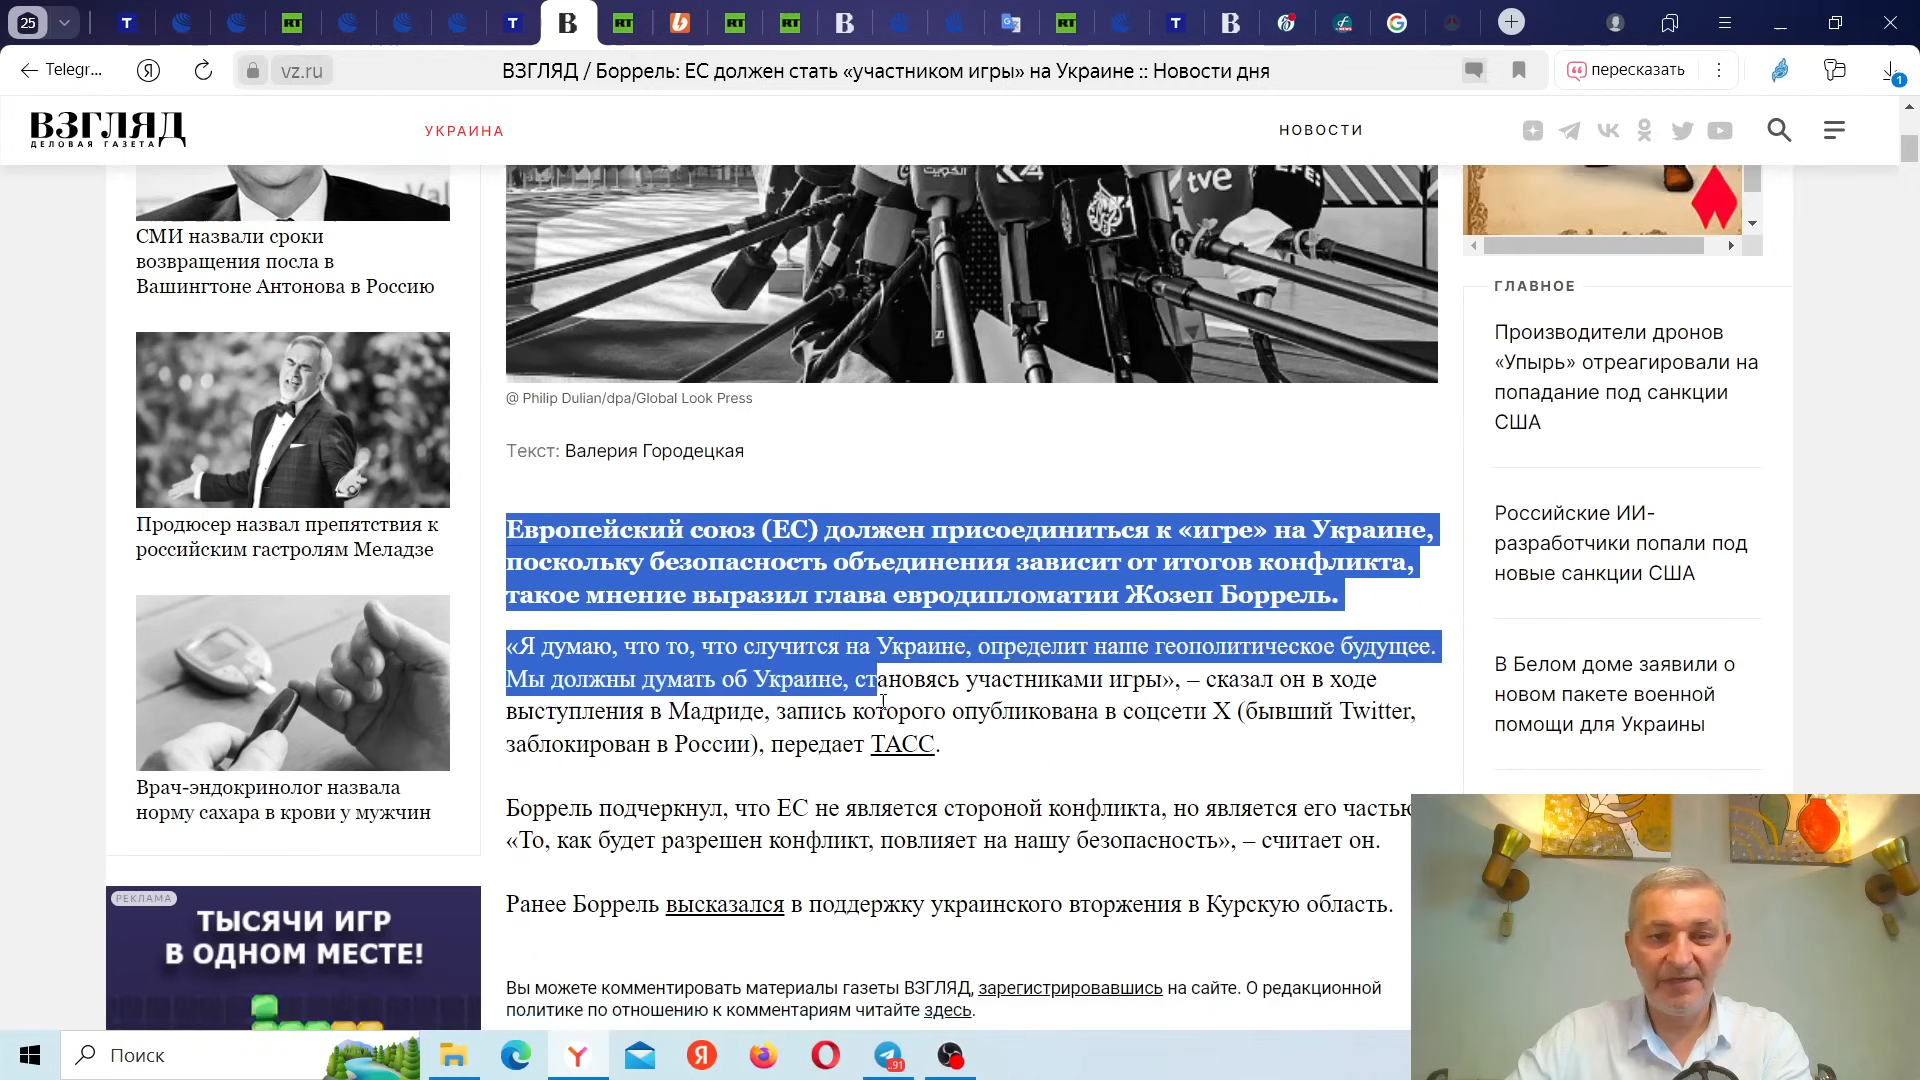 25
Telegr...
vz.ru
ВЗГЛЯД / Боррель: ЕС должен стать «участником игры» на Украине :: Новости дня
пересказать
1
ВЗГЛЯД
ДЕЛОВАЯ ГАЗЕТА
УКРАИНА
НОВОСТИ
СМИ назвали сроки
возвращения посла в
Вашингтоне Антонова в Россию
Продюсер назвал препятствия к
российским гастролям Меладзе
Врач-эндокринолог назвала
норму сахара в крови у мужчин
РЕКЛАМА
ТЫСЯЧИ ИГР
В ОДНОМ МЕСТЕ!
tve
@ Philip Dulian/dpa/Global Look Press
Текст: Валерия Городецкая
Европейский союз (ЕС) должен присоединиться к «игре» на Украине,
поскольку безопасность объединения зависит от итогов конфликта,
такое мнение выразил глава евродипломатии Жозеп Боррель.
«Я думаю, что то, что случится на Украине, определит наше геополитическое будущее.
Мы должны думать об Украине, становясь участниками игры», – сказал он в ходе
выступления в Мадриде, запись которого опубликована в соцсети X (бывший Twitter,
заблокирован в России), передает ТАСС.
Боррель подчеркнул, что ЕС не является стороной конфликта, но является его частью
«То, как будет разрешен конфликт, повлияет на нашу безопасность», – считает он.
Ранее Боррель высказался в поддержку украинского вторжения в Курскую область.
Вы можете комментировать материалы газеты ВЗГЛЯД, зарегистрировавшись на сайте. О редакционной
политике по отношению к комментариям читайте здесь.
ГЛАВНОЕ
Производители дронов
«Упырь» отреагировали на
попадание под санкции
США
Российские ИИ-
разработчики попали под
новые санкции США
В Белом доме заявили о
новом пакете военной
помощи для Украины
Поиск